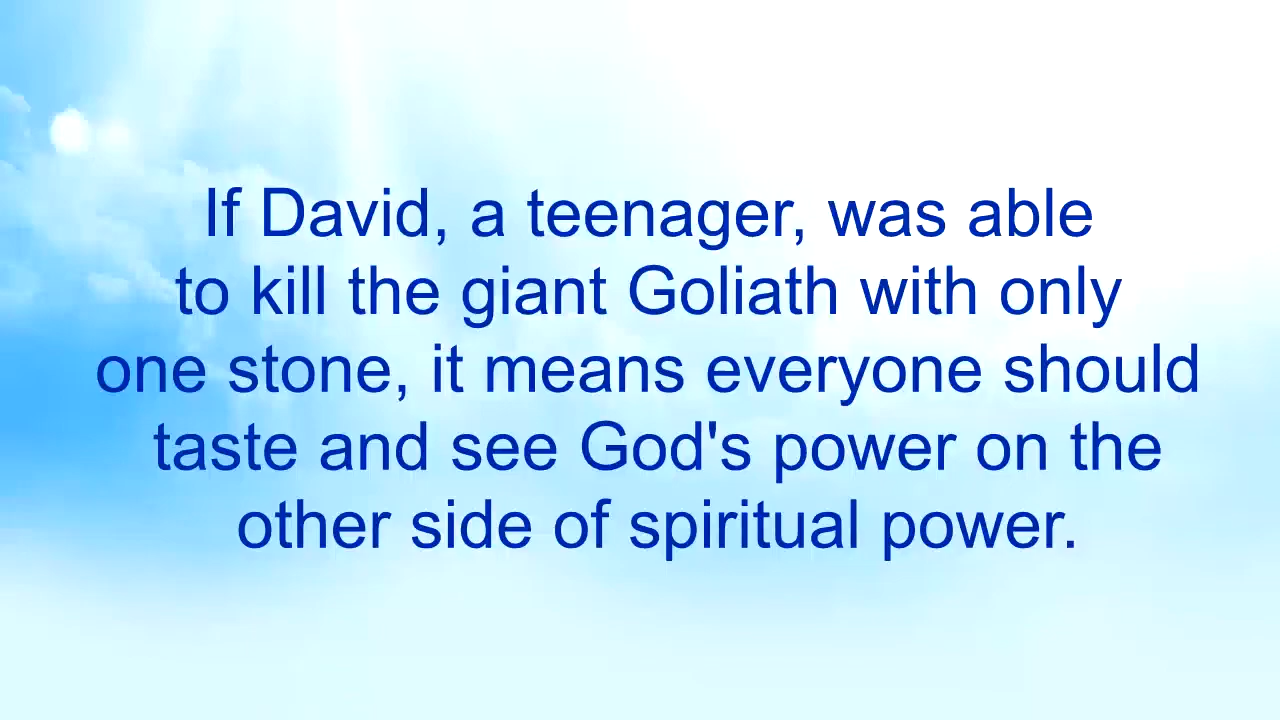 If David, a teenager, was able
to kill the giant Goliath with only
one stone, it means everyone should
taste and see God's power on the
other side of spiritual power.